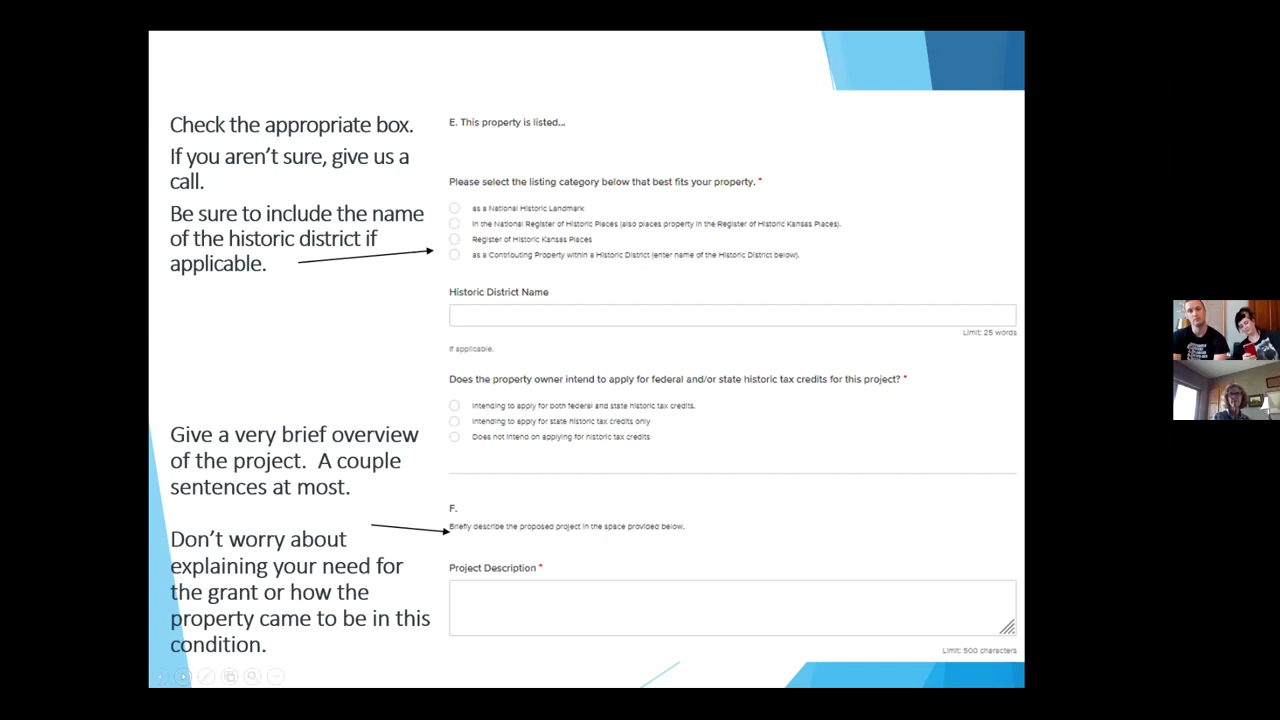 Check the appropriate box.
If you aren't sure, give us a
call.
Be sure to include the name
of the historic district if
applicable.
E. This property is listed...
Please select the listing category below that best fits your property. *
as a National Historic Landmark
in the National Register of Historic Places (also places property in the Register of Historic Kansas Places).
Register of Historic Kansas Places
as a Contributing Property within a Historic District (enter name of the Historic District below).
Historic District Name
Limit: 25 words
If applicable.
Does the property owner intend to apply for federal and/or state historic tax credits for this project? *
Intending to apply for both federal and state historic tax credits.
Intending to apply for state historic tax credits only
Does not intend on applying for historic tax credits
Give a very brief overview
of the project.  A couple
sentences at most.
Don't worry about
explaining your need for
the grant or how the
property came to be in this
condition.
F.
Briefly describe the proposed project in the space provided below.
Project Description *
Limit: 500 characters